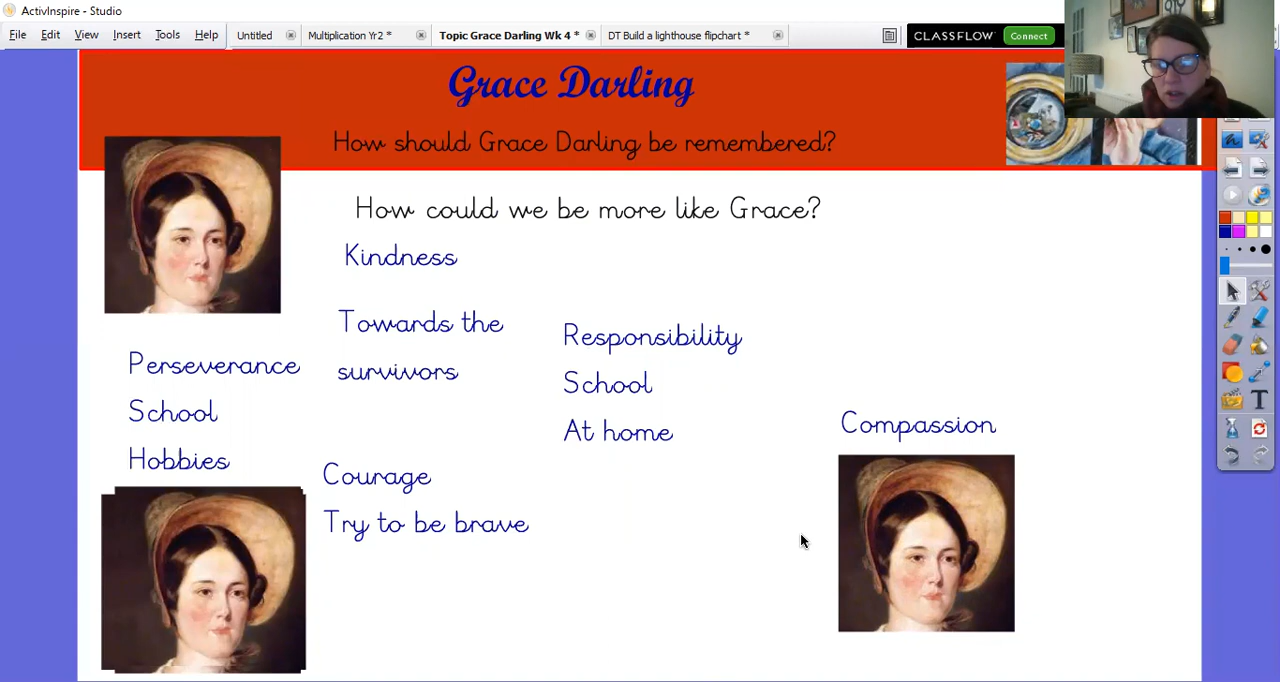 ActivInspire - Studio
File Edit View Insert Tools Help Untitled Multiplication Yr2 * Topic Grace Darling Wk 4 * DT Build a lighthouse flipchart * CLASSFLOW Connect
Grace Darling
How should Grace Darling be remembered?
How could we be more like Grace?
Kindness
Towards the
survivors
Responsibility
School
At home
Perseverance
School
Hobbies
Compassion
Courage
Try to be brave